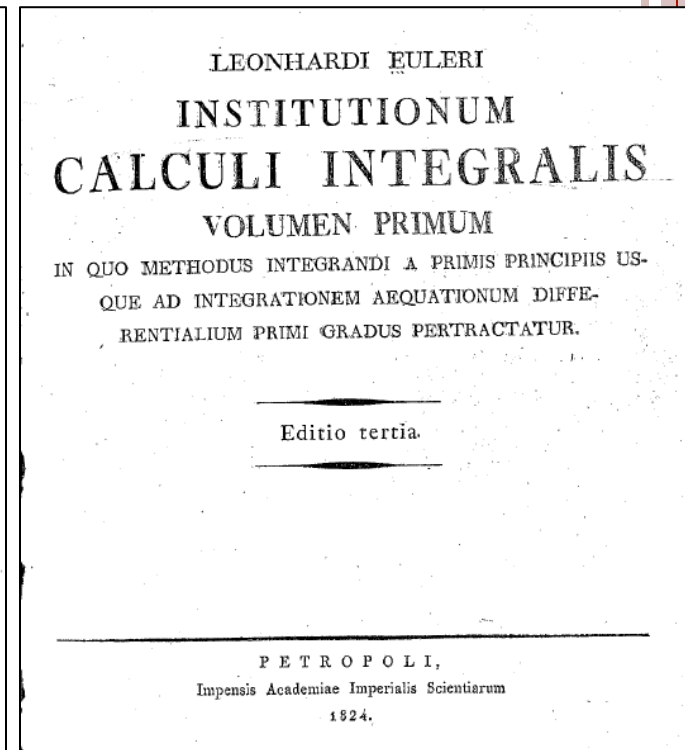 LEONHARDI EULERI
INSTITUTIONUM
CALCULI INTEGRALIS
VOLUMEN PRIMUM
IN QUO METHODUS INTEGRANDI A PRIMIS PRINCIPIIS US-
QUE AD INTEGRATIONEM AEQUATIONUM DIFFE-
RENTIALIUM PRIMI GRADUS PERTRACTATUR.
Editio tertia.
PETROPOLI,
Impensis Academiae Imperialis Scientiarum
1824.